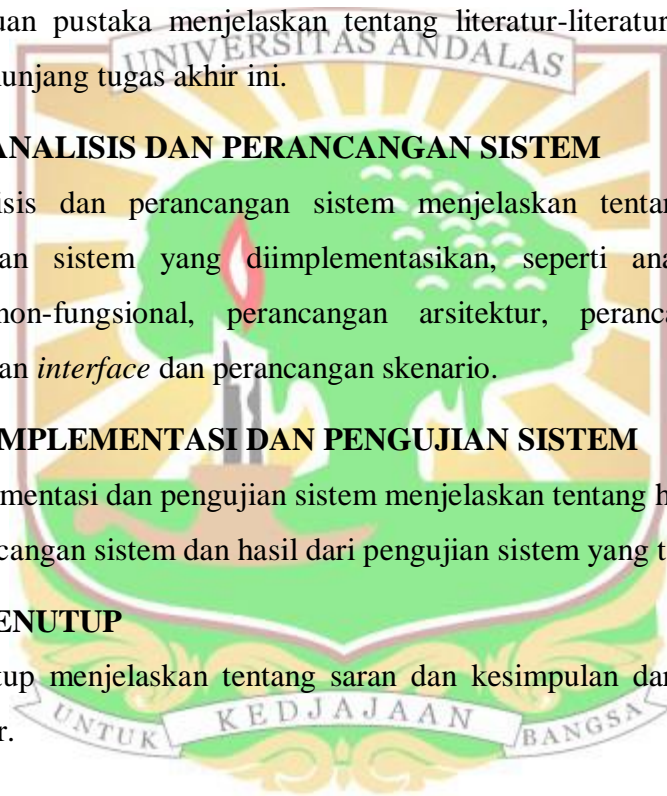 uan pustaka menjelaskan tentang literatur-literatur
UNIVERSITAS ANDALAS
unjang tugas akhir ini.
ANALISIS DAN PERANCANGAN SISTEM
isis dan perancangan sistem menjelaskan tentan
an sistem yang diimplementasikan, seperti ana
non-fungsional, perancangan arsitektur, peranca
an interface dan perancangan skenario.
IMPLEMENTASI DAN PENGUJIAN SISTEM
mentasi dan pengujian sistem menjelaskan tentang h
cangan sistem dan hasil dari pengujian sistem yang t
ENUTUP
tup menjelaskan tentang saran dan kesimpulan dar
r.
UNTUK KEDJAJAAN BANGSA